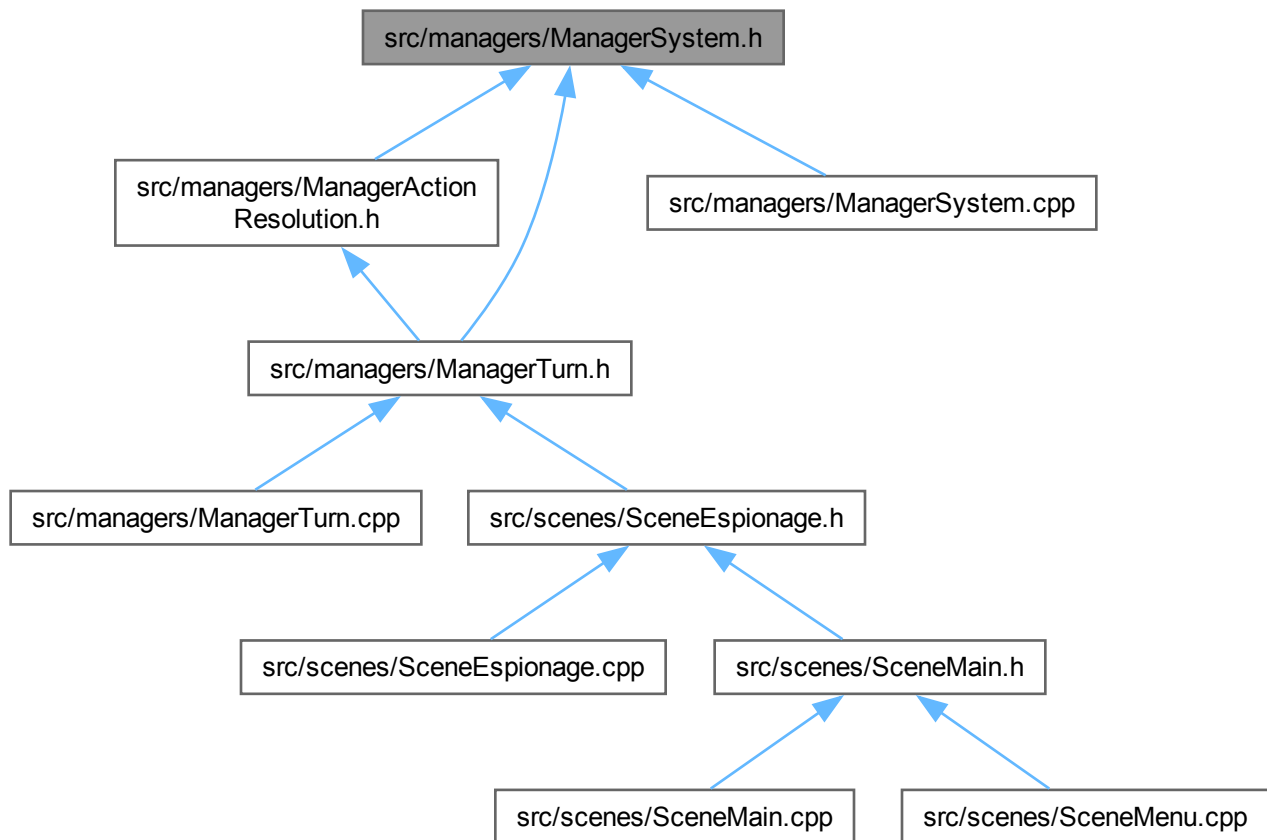 src/managers/ManagerSystem.h
src/managers/ManagerAction
Resolution.h
src/managers/ManagerSystem.cpp
src/managers/ManagerTurn.h
src/managers/ManagerTurn.cpp
src/scenes/SceneEspionage.h
src/scenes/SceneEspionage.cpp
src/scenes/SceneMain.h
src/scenes/SceneMain.cpp
src/scenes/SceneMenu.cpp